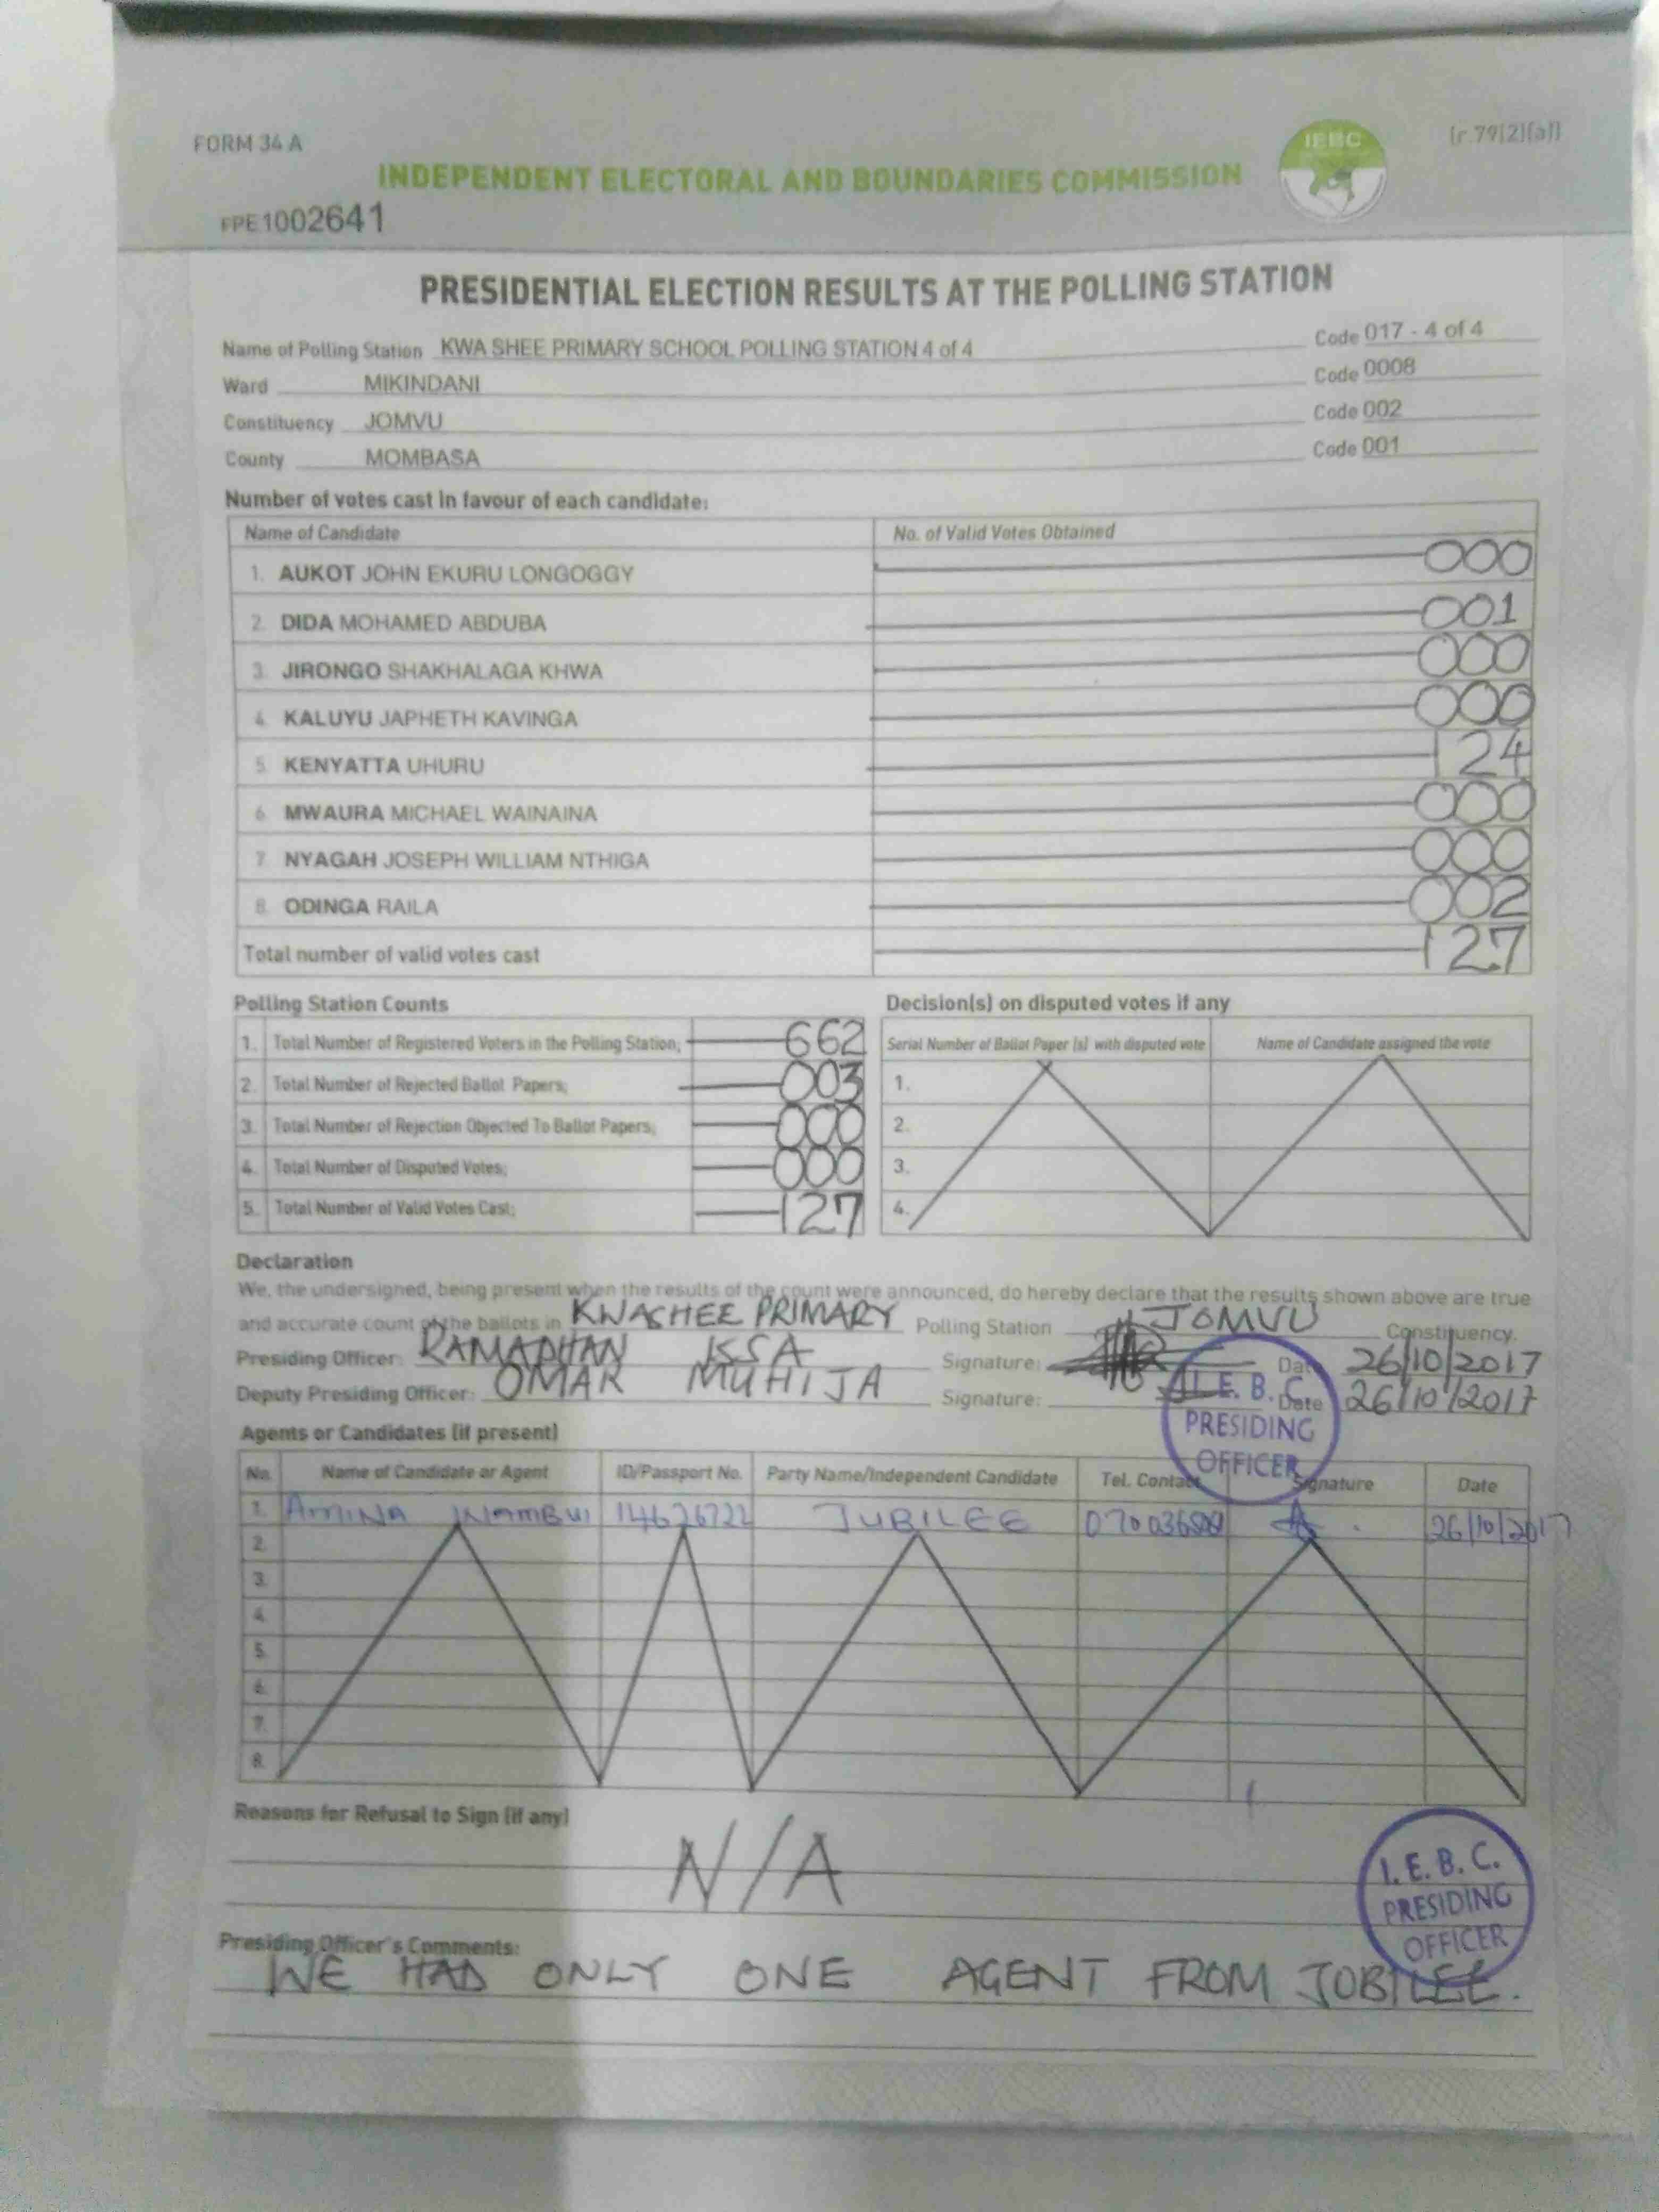 FORM 34 A
IEBC
(r.79(2)(a))
INDEPENDENT ELECTORAL AND BOUNDARIES COMMISSION
FPE1002641
PRESIDENTIAL ELECTION RESULTS AT THE POLLING STATION
Name of Polling Station KWA SHEE PRIMARY SCHOOL POLLING STATION 4 of 4 Code 017 - 4 of 4
Ward MIKINDANI Code 0008
Constituency JOMVU Code 002
County MOMBASA Code 001
Number of votes cast in favour of each candidate:
Name of Candidate No. of Valid Votes Obtained
1. AUKOT JOHN EKURU LONGOGGY 000
2. DIDA MOHAMED ABDUBA 001
3. JIRONGO SHAKHALAGA KHWA 000
4. KALUYU JAPHETH KAVINGA 000
5. KENYATTA UHURU 124
6. MWAURA MICHAEL WAINAINA 000
7. NYAGAH JOSEPH WILLIAM NTHIGA 000
8. ODINGA RAILA 002
Total number of valid votes cast 127
Polling Station Counts
1. Total Number of Registered Voters in the Polling Station; 662
2. Total Number of Rejected Ballot Papers; 003
3. Total Number of Rejection Objected To Ballot Papers; 000
4. Total Number of Disputed Votes; 000
5. Total Number of Valid Votes Cast; 127
Decision(s) on disputed votes if any
Serial Number of Ballot Paper (s) with disputed vote Name of Candidate assigned the vote
1.
2.
3.
4.
Declaration
We, the undersigned, being present when the results of the count were announced, do hereby declare that the results shown above are true
and accurate count of the ballots in KWASHEE PRIMARY Polling Station JOMVU Constituency.
Presiding Officer: RAMADHAN ISSA Signature: Date 26/10/2017
Deputy Presiding Officer: OMAR MUHIJA Signature: Date 26/10/2017
I.E.B.C.
PRESIDING
OFFICER
Agents or Candidates (if present)
No. Name of Candidate or Agent ID/Passport No. Party Name/Independent Candidate Tel. Contact Signature Date
1. AMINA 14626722 JUBILEE 26/10/2017
2.
3.
4.
5.
6.
7.
8.
Reasons for Refusal to Sign (if any)
N/A
I.E.B.C.
PRESIDING
OFFICER
Presiding Officer's Comments:
WE HAD ONLY ONE AGENT FROM JOBILEE.